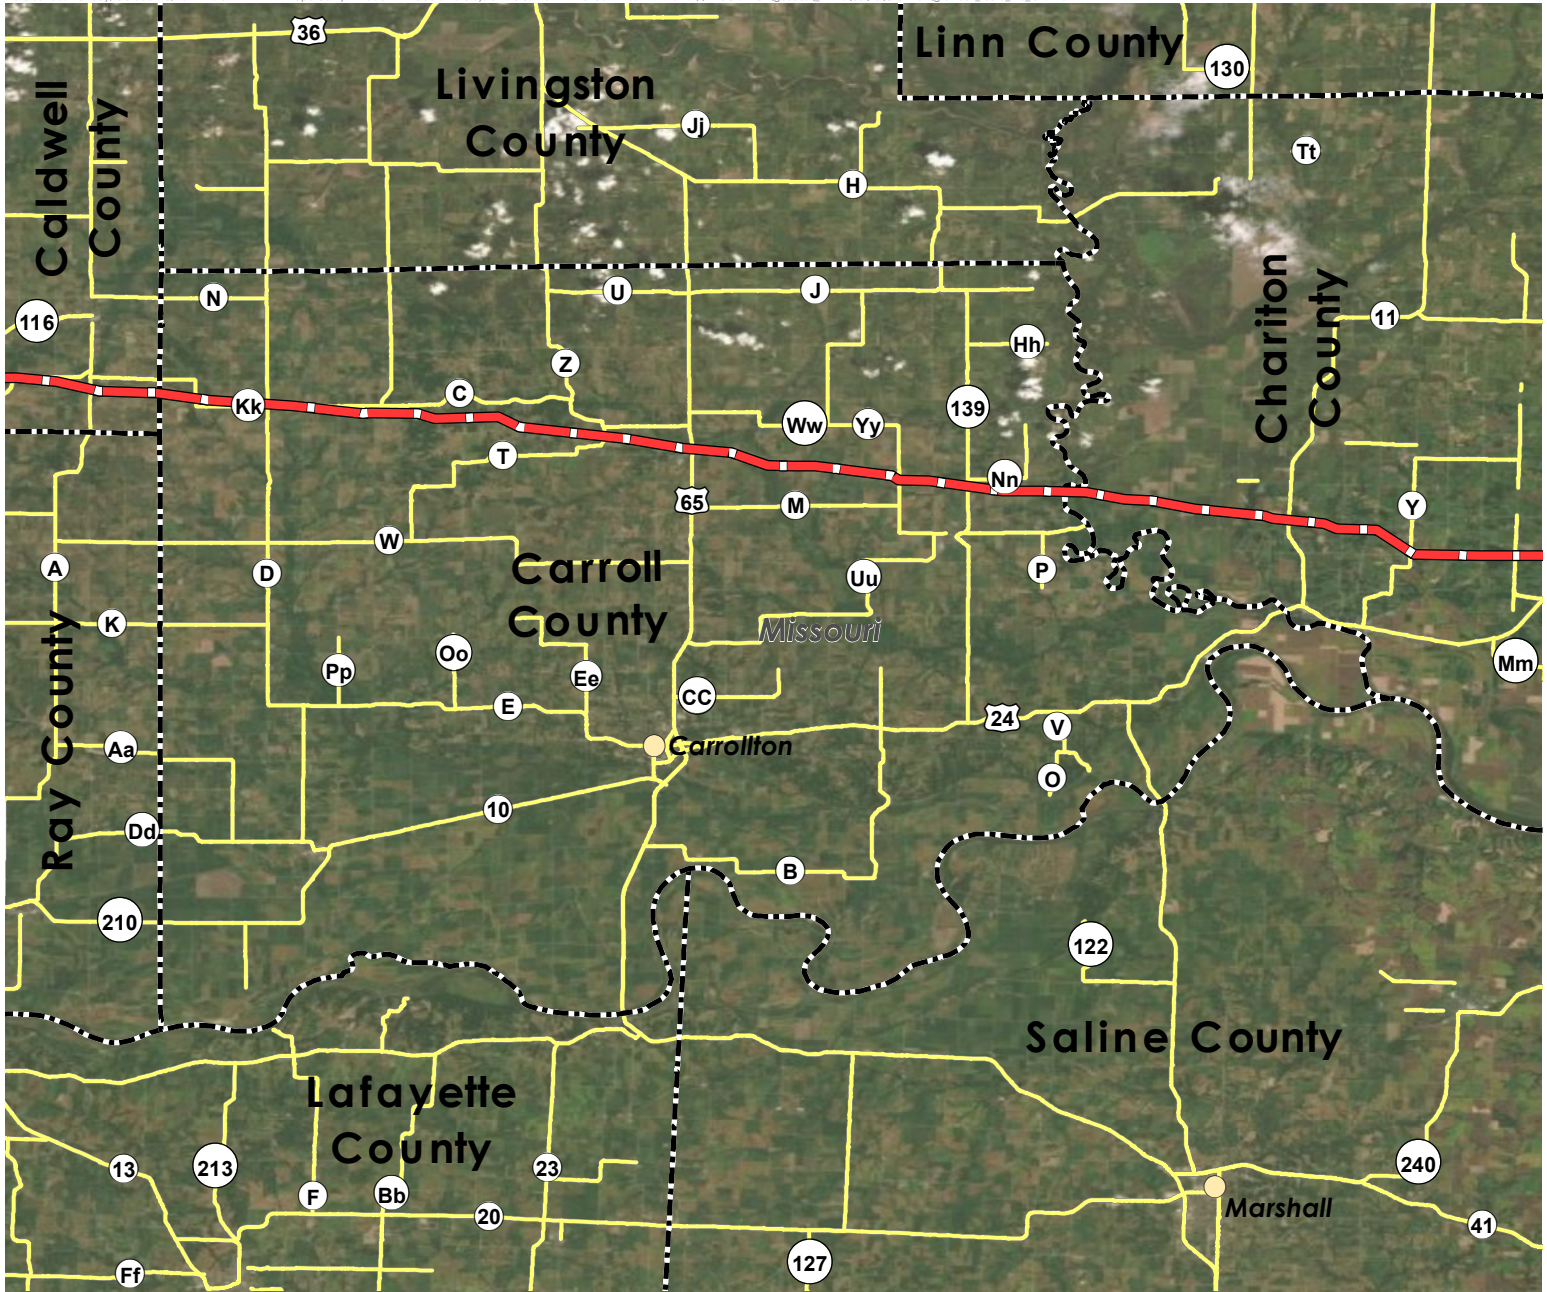 36
Linn County
130
Livingston
County
Caldwell
County
Jj
Tt
H
N
U
J
116
11
Hh
Chariton
County
Z
C
Kk
139
Ww
Yy
T
Nn
65
M
Y
W
A
D
Carroll
County
Uu
P
K
Missouri
Pp
Oo
Ee
Mm
CC
E
24
V
Carrollton
Aa
O
Ray County
10
Dd
B
210
122
Saline County
Lafayette
County
13
213
23
240
F
Bb
20
Marshall
41
Ff
127